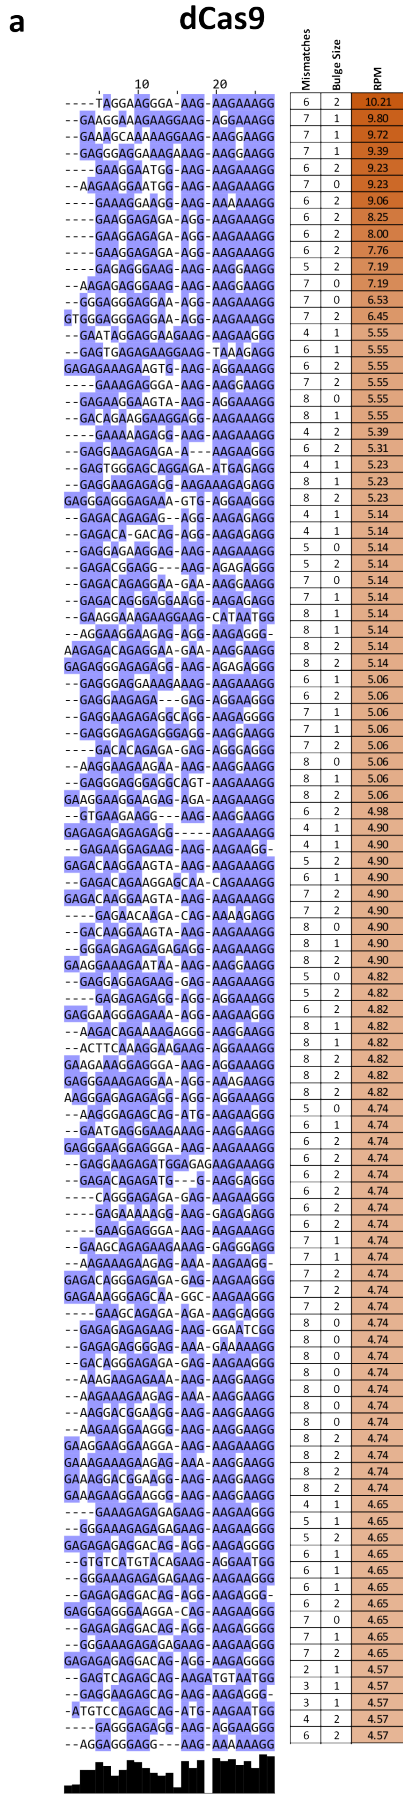 a
dCas9
10 20 Mismatches Bulge Size RPM
----TAGGAAGGGA-AAG-AAGAAAGG 6 2 10.21
--GAAGGAAAGAAGGAAG-AGGAAAGG 7 1 9.80
--GAAAGCAAAAAGGAAG-AAGAAAGG 7 1 9.72
--GAGGGAGGAAAGAAAG-AAGGAAGG 7 1 9.39
----GAAGGAATGG-AAG-AAGAAAGG 6 2 9.23
--AAGAAGGAATGG-AAG-AAGAAAGG 7 0 9.23
----GAAAGGAAGG-AAG-AAAAAAGG 6 2 9.06
----GAAGGAGAGA-AGG-AAGAAAGG 6 2 8.25
----GAAGGAGAGA-AGG-AAGAAAGG 6 2 8.00
----GAAGGAGAGA-AGG-AAGAAAGG 6 2 7.76
----GAGAGGGAAG-AAG-AAGGAAGG 5 2 7.19
--AAGAGAGGGAAG-AAG-AAGGAAGG 7 0 7.19
--GGGAGGGAGGAA-AGG-AAGAAAGG 7 0 6.53
GTGGGAGGGAGGAA-AGG-AAGAAAGG 7 2 6.45
--GAATAGGAGGAAGAAG-AAGAAGGG 4 1 5.55
--GAGTGAGAGAAGGAAG-TAAAGAGG 6 1 5.55
GAGAGAAAGAAGTG-AAG-AGGAAAGG 6 2 5.55
----GAAAGAGGGA-AAG-AAGGAAGG 7 2 5.55
--GAGAAGGAAGTA-AAG-AGGAAAGG 8 0 5.55
--GACAGAAGGAAGGAGG-AAGAAAGG 8 1 5.55
----GAAAAAGAGG-AAG-AAGAAAGG 4 2 5.39
--GAGGAAGAGAGA-A---AAGAAGGG 6 2 5.31
--GAGTGGGAGCAGGAGA-ATGAGAGG 4 1 5.23
--GAGGAAGAGAGG-AAGAAAGAGAGG 8 1 5.23
GAGGGAGGGAGAAA-GTG-AGGAAGGG 8 2 5.23
--GAGACAGAGAG--AGG-AAGAGAGG 4 1 5.14
--GAGACA-GACAG-AGG-AAGAGAGG 4 1 5.14
--GAGGAGAAGGAG-AAG-AAGAAAGG 5 0 5.14
--GAGACGGAGG---AAG-AGAGAGGG 5 2 5.14
--GAGACAGAGGAA-GAA-AAGGAAGG 7 0 5.14
--GAGACAGGGAGGAAGG-AAGAGAGG 7 1 5.14
--GAAGGAAAGAAGGAAG-CATAATGG 8 1 5.14
--AGGAAGGAAGAG-AGG-AAGAGGG- 8 1 5.14
AAGAGACAGAGGAA-GAA-AAGGAAGG 8 2 5.14
GAGAGGGAGAGAGG-AAG-AGAGAGGG 8 2 5.14
--GAGGGAGGAAAGAAAG-AAGAAAGG 6 1 5.06
--GAGGAAGAGA---GAG-AGGAAGGG 6 2 5.06
--GAGGAAGAGAGGCAGG-AAGAGGGG 7 1 5.06
--GAGGGAGAGAGGGAGG-AAGGAAGG 7 1 5.06
----GACACAGAGA-GAG-AGGGAGGG 7 2 5.06
--AAGGAAGAAGAA-AAG-AAGGAAGG 8 0 5.06
--GAGGGAGGGAGGCAGT-AAGAAAGG 8 1 5.06
GAAGGAAGGAAGAG-AGA-AAGGAAGG 8 2 5.06
--GTGAAGAAGG---AAG-AAGGAAGG 6 2 4.98
GAGAGAGAGAGAGG-----AAGAAAGG 4 1 4.90
--GAGAAGGAGAAG-AAG-AAGAAGG- 4 1 4.90
GAGACAAGGAAGTA-AAG-AAGAAAGG 5 2 4.90
--GAGACAGAAGGAGCAA-CAGAAAGG 6 1 4.90
GAGACAAGGAAGTA-AAG-AAGAAAGG 7 2 4.90
----GAGAACAAGA-CAG-AAAAGAGG 7 2 4.90
--GACAAGGAAGTA-AAG-AAGAAAGG 8 0 4.90
--GGGAGAGAGAGAGAGG-AAGAAAGG 8 1 4.90
GAAGGAAAGAATAA-AAG-AAGGAAGG 8 2 4.90
--GAGGAGGAGAAG-GAG-AAGAAAGG 5 0 4.82
----GAGAGAGAGG-AGG-AGGAAAGG 5 2 4.82
GAGGAAGGGAGAAA-AGG-AAGAAGGG 6 2 4.82
--AAGACAGAAAAGAGGG-AAGGAAGG 8 1 4.82
--ACTTCAAAGGAAGAAG-AGGAAAGG 8 1 4.82
GAAGAAAGGAGGGA-AAG-AGGAAAGG 8 2 4.82
GAGGGAAAGAGGAA-AGG-AAAGAAGG 8 2 4.82
AAGGGAGAGAGAGG-AGG-AGGAAAGG 8 2 4.82
--AAGGGAGAGCAG-ATG-AAGAAGGG 5 0 4.74
--GAATGAGGGAAGAAAG-AAGGAAGG 6 1 4.74
GAGGGAAGGAGGGA-AAG-AAGAAAGG 6 2 4.74
--GAGGAAGAGATGGAGAGAAGAAAGG 6 2 4.74
--GAGACAGAGATG---G-AAGGAGGG 6 2 4.74
----CAGGGAGAGA-GAG-AAGAAGGG 6 2 4.74
----GAGAAAAAGG-AAG-GAGAGAGG 6 2 4.74
----GAAGGAGGGA-AAG-AAGAAAGG 6 2 4.74
--GAAGCAGAGAAGAAAG-GAGGGAGG 7 1 4.74
--AAGAAAGAAGAG-AAA-AAGAAGG- 7 1 4.74
GAGACAGGGAGAGA-GAG-AAGAAGGG 7 2 4.74
GAGAAAGGGAGCAA-GGC-AAGAAGGG 7 2 4.74
----GAAGCAGAGA-AGA-AAGGAGGG 7 2 4.74
--GAGAGAGAGAAG-AAG-GGAATCGG 8 0 4.74
--GAGAGAGGGGAG-AAA-GAAAAAGG 8 0 4.74
--GACAGGGAGAGA-GAG-AAGAAGGG 8 0 4.74
--AAAGAAGAGAAA-AAG-AAGGAAGG 8 0 4.74
--AAGAAAGAAGAG-AAA-AAGGAAGG 8 0 4.74
--AAGGACGGAAGG-AAG-AAGGAAGG 8 0 4.74
--AAGAAGGAAGGG-AAG-AAGGAAGG 8 0 4.74
GAAGGAAGGAAGGA-AAG-AAGAAAGG 8 2 4.74
GAAAGAAAGAAGAG-AAA-AAGGAAGG 8 2 4.74
GAAAGGACGGAAGG-AAG-AAGGAAGG 8 2 4.74
GAAAGAAGGAAGGG-AAG-AAGGAAGG 8 2 4.74
----GAAAGAGAGAGAAG-AAGAAGGG 4 1 4.65
--GGGAAAGAGAGAGAAG-AAGAAGGG 5 1 4.65
GAGAGAGAGGACAG-AGG-AAGAGGGG 5 2 4.65
--GTGTCATGTACAGAAG-AGGAATGG 6 1 4.65
--GGGAAAGAGAGAGAAG-AAGAAAGG 6 1 4.65
--GAGAGAGGACAG-AGG-AAGAGGG- 6 1 4.65
GAGGGAGGGAAGGA-CAG-AAGAAGGG 6 2 4.65
--GAGAGAGGACAG-AGG-AAGAGGGG 7 0 4.65
--GGGAAAGAGAGAGAAG-AAGGAAGG 7 1 4.65
GAGAGAGAGGACAG-AGG-AAGAGGGG 7 2 4.65
--GAGTCAGAGCAG-AAGATGTAATGG 2 1 4.57
--GAGGAAGAGCAG-AAG-AAGAGGG- 3 1 4.57
-ATGTCCAGAGCAG-ATG-AAGAATGG 3 1 4.57
----GAGGGAGAGG-AAG-AGGAAGGG 4 2 4.57
--AGGAGGGAGG---AAG-AAAAAAGG 6 2 4.57